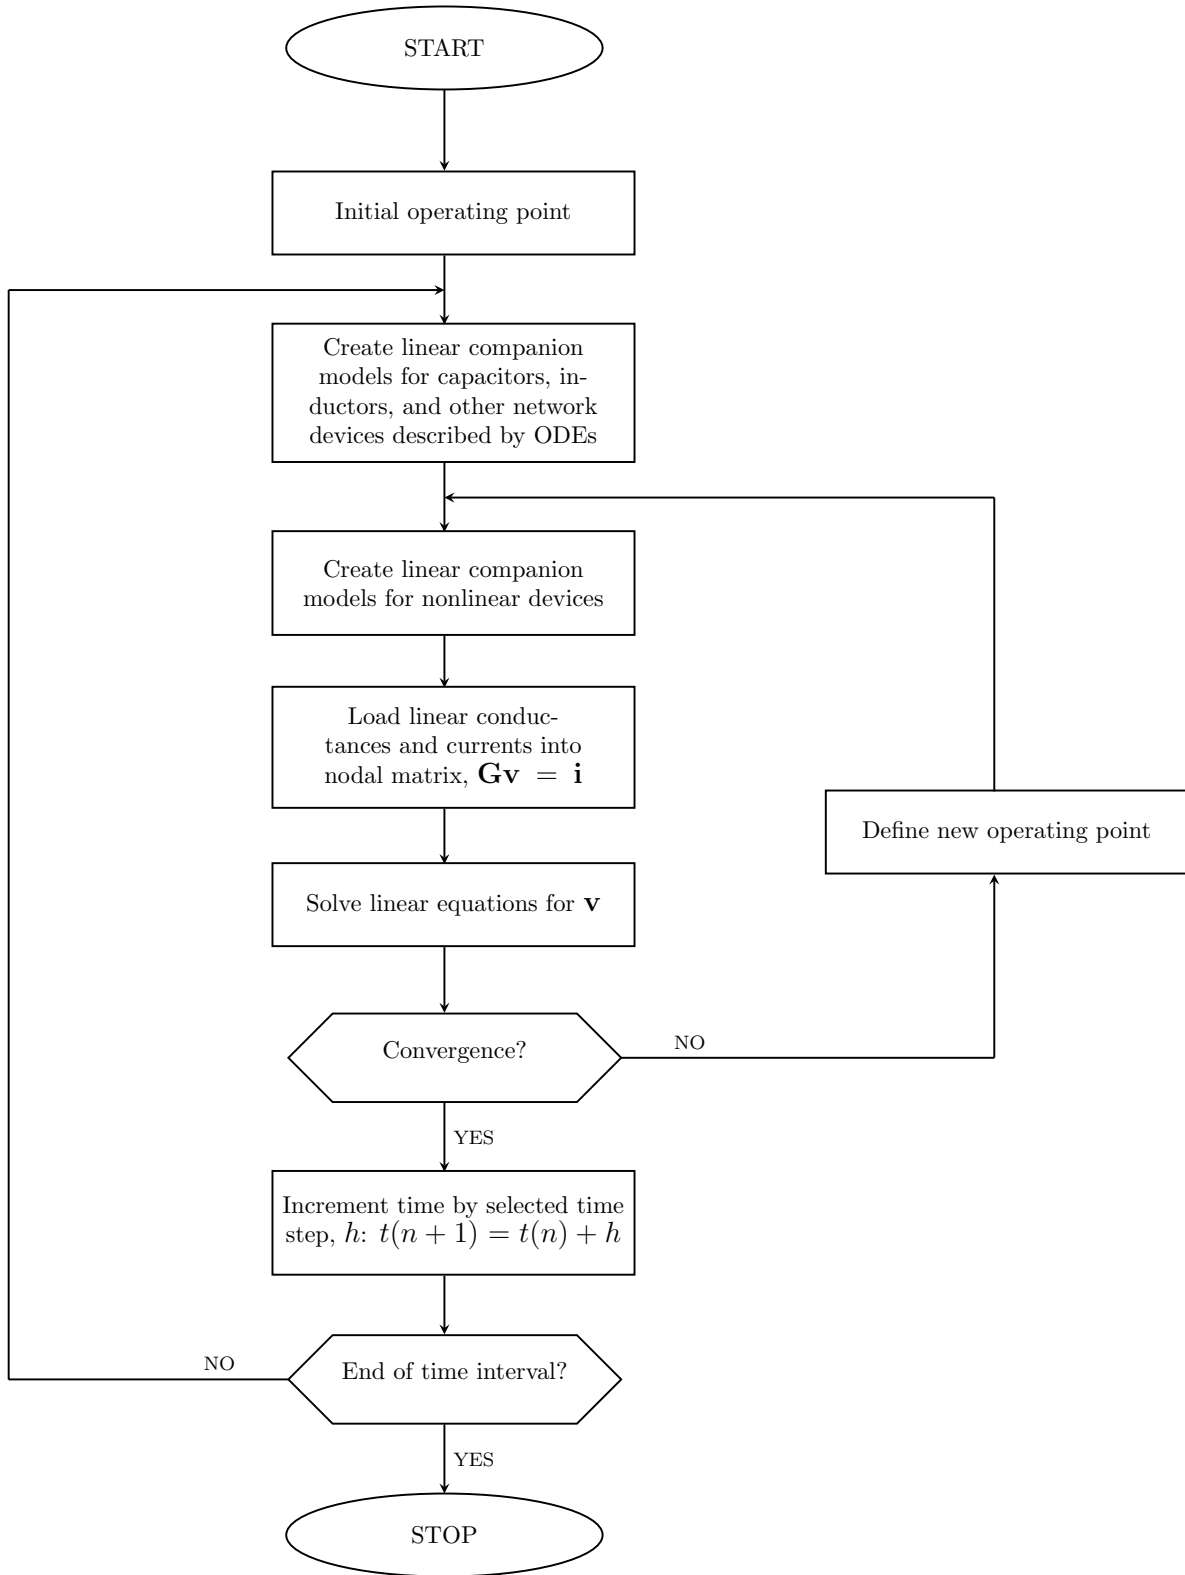 START
Initial operating point
Create linear companion
models for capacitors, in-
ductors, and other network
devices described by ODEs
Create linear companion
models for nonlinear devices
Load linear conduc-
tances and currents into
nodal matrix, Gv = i
Define new operating point
Solve linear equations for v
Convergence?
NO
YES
Increment time by selected time
step, h: t(n + 1) = t(n) + h
NO
End of time interval?
YES
STOP